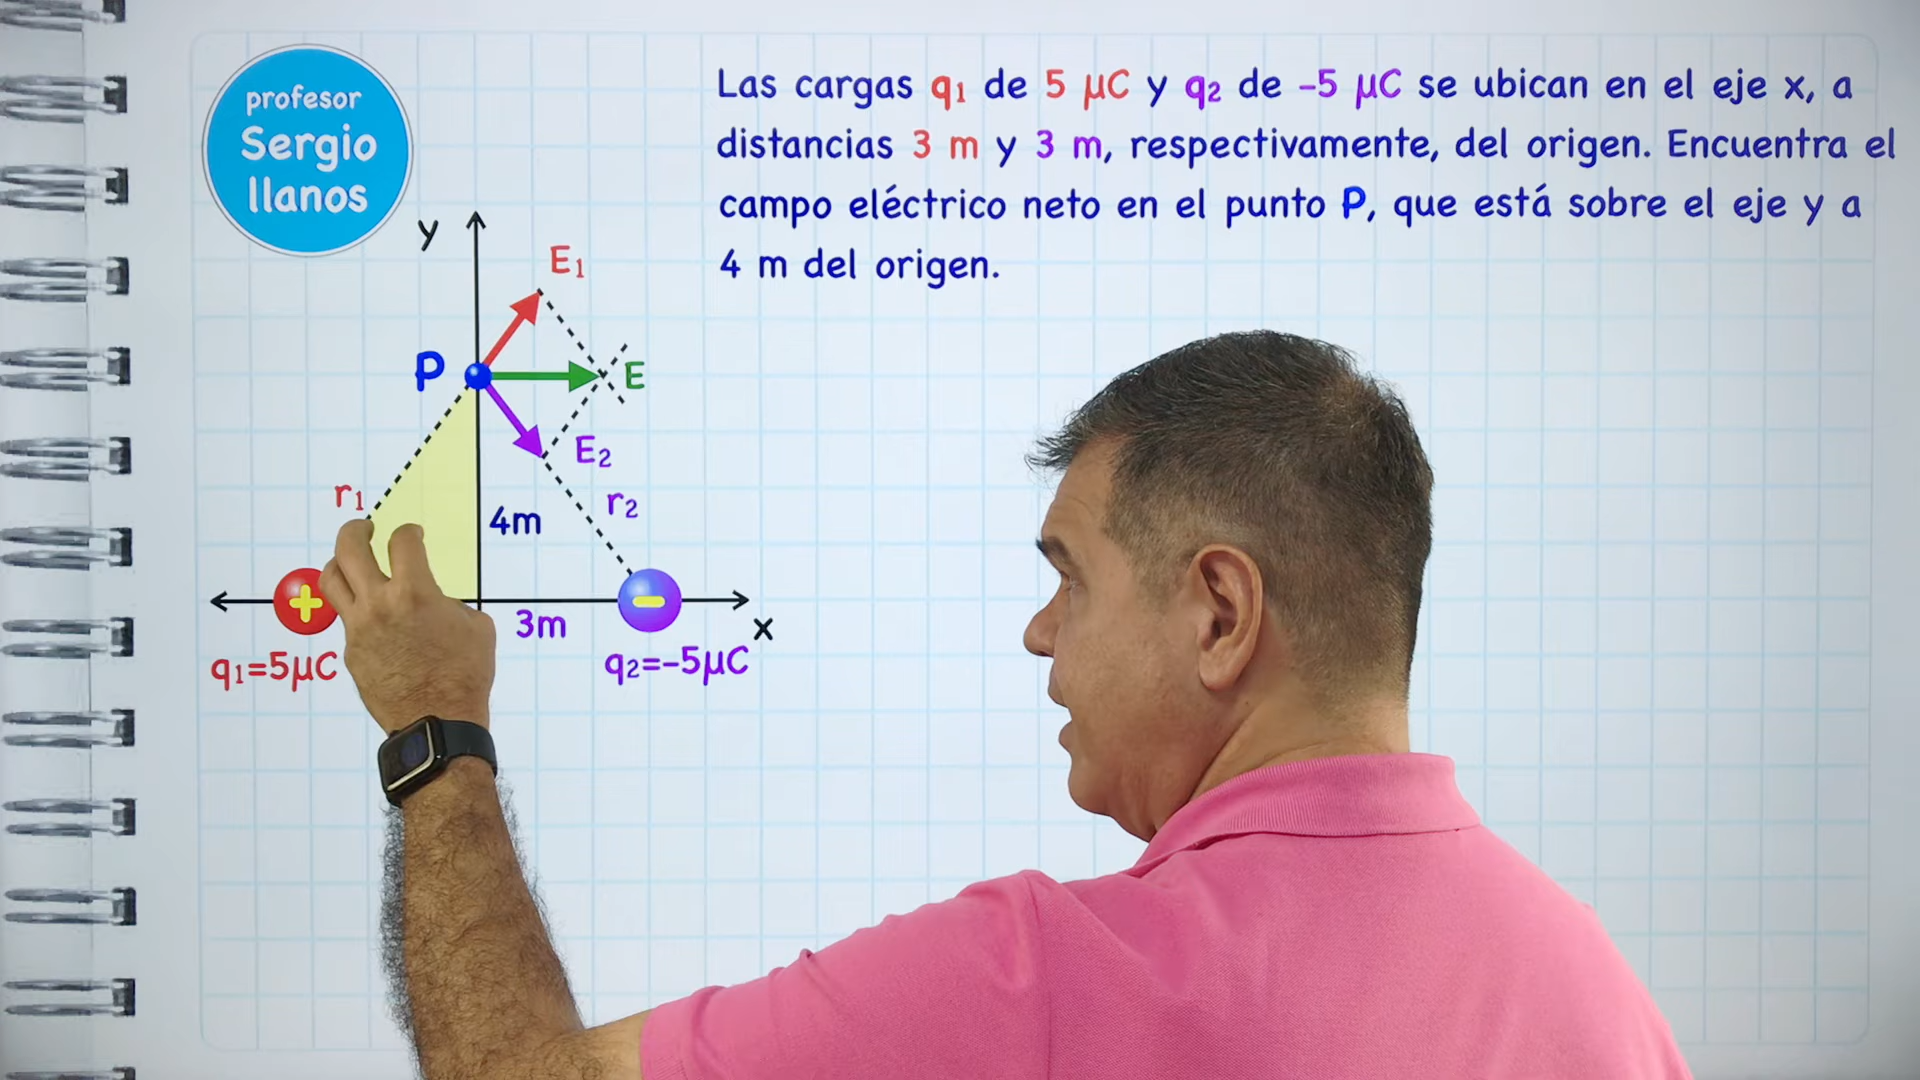 profesor
Sergio
llanos
Las cargas q₁ de 5 μC y q₂ de -5 μC se ubican en el eje x, a
distancias 3 m y 3 m, respectivamente, del origen. Encuentra el
campo eléctrico neto en el punto P, que está sobre el eje y a
4 m del origen.
y
E₁
P
E
E₂
r₁
r₂
4m
+
-
3m
x
q₁=5μC
q₂=-5μC